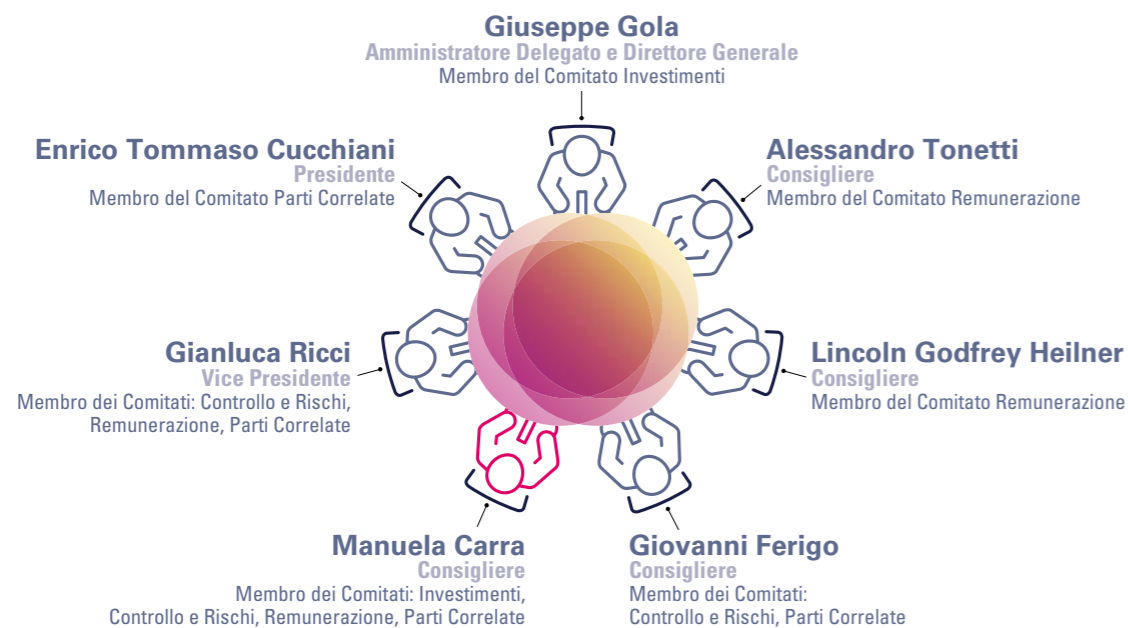 Giuseppe Gola
Amministratore Delegato e Direttore Generale
Membro del Comitato Investimenti
Enrico Tommaso Cucchiani
Presidente
Membro del Comitato Parti Correlate
Alessandro Tonetti
Consigliere
Membro del Comitato Remunerazione
Gianluca Ricci
Vice Presidente
Membro dei Comitati: Controllo e Rischi,
Remunerazione, Parti Correlate
Lincoln Godfrey Heilner
Consigliere
Membro del Comitato Remunerazione
Manuela Carra
Consigliere
Membro dei Comitati: Investimenti,
Controllo e Rischi, Remunerazione, Parti Correlate
Giovanni Ferigo
Consigliere
Membro dei Comitati:
Controllo e Rischi, Parti Correlate